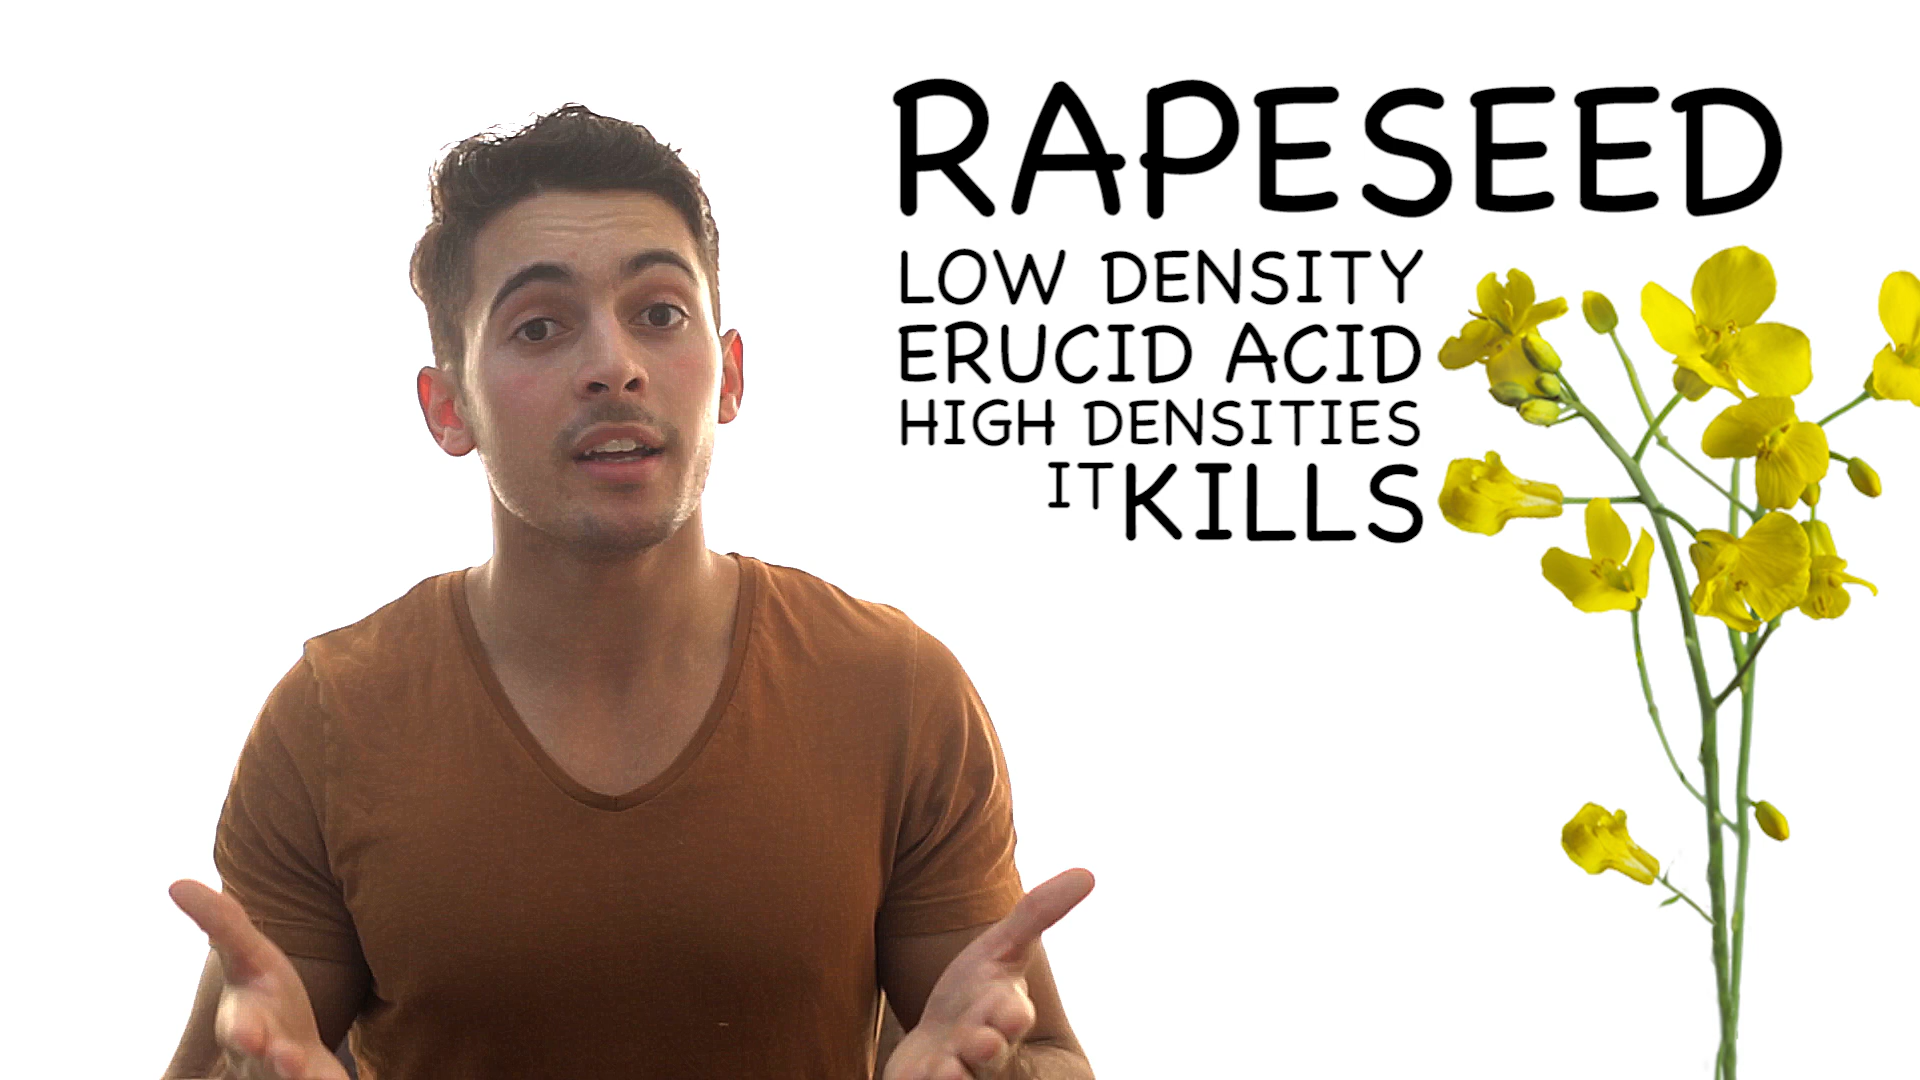 RAPESEED
LOW DENSITY
ERUCID ACID
HIGH DENSITIES
IT KILLS